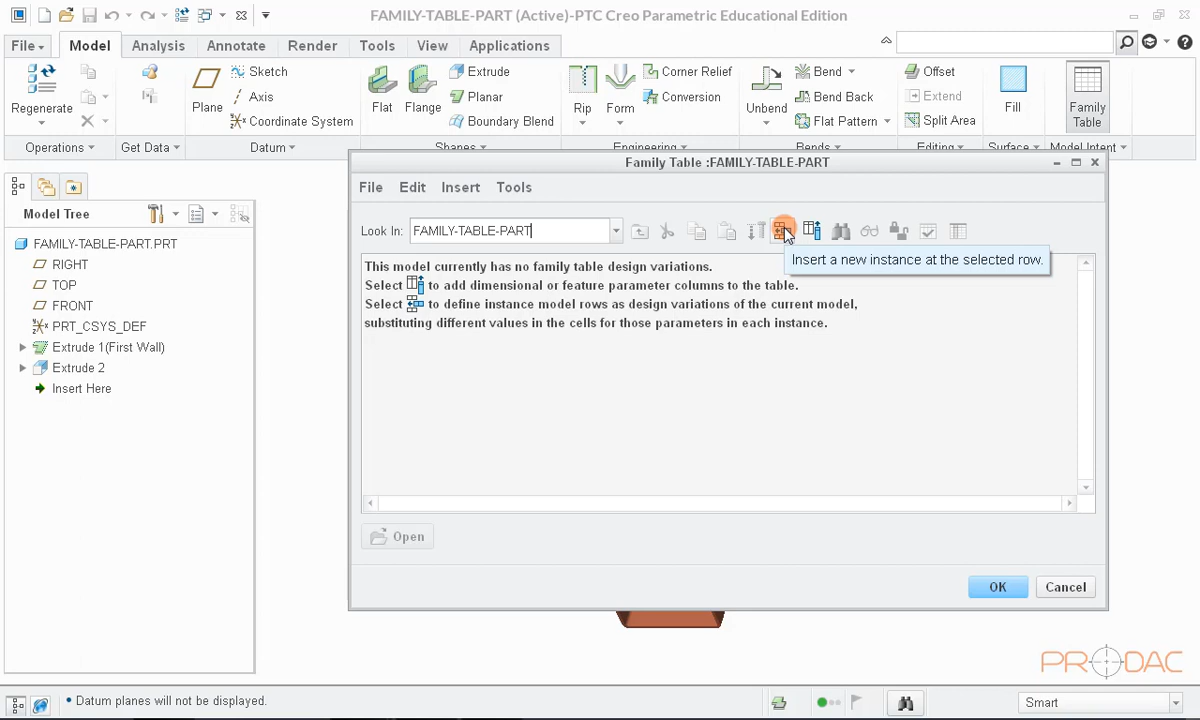 FAMILY-TABLE-PART (Active)-PTC Creo Parametric Educational Edition
File Model Analysis Annotate Render Tools View Applications
Regenerate
Plane
Sketch
Axis
Coordinate System
Flat
Flange
Extrude
Planar
Boundary Blend
Rip
Form
Corner Relief
Conversion
Unbend
Bend
Bend Back
Flat Pattern
Offset
Extend
Split Area
Fill
Family
Table
Operations Get Data Datum Shapes Engineering Bends Editing Surface Model Intent
Model Tree
FAMILY-TABLE-PART.PRT
RIGHT
TOP
FRONT
PRT_CSYS_DEF
Extrude 1(First Wall)
Extrude 2
Insert Here
Family Table :FAMILY-TABLE-PART
File Edit Insert Tools
Look In: FAMILY-TABLE-PART
Insert a new instance at the selected row.
This model currently has no family table design variations.
Select to add dimensional or feature parameter columns to the table.
Select to define instance model rows as design variations of the current model,
substituting different values in the cells for those parameters in each instance.
Open
OK Cancel
PRODAC
Datum planes will not be displayed.
Smart